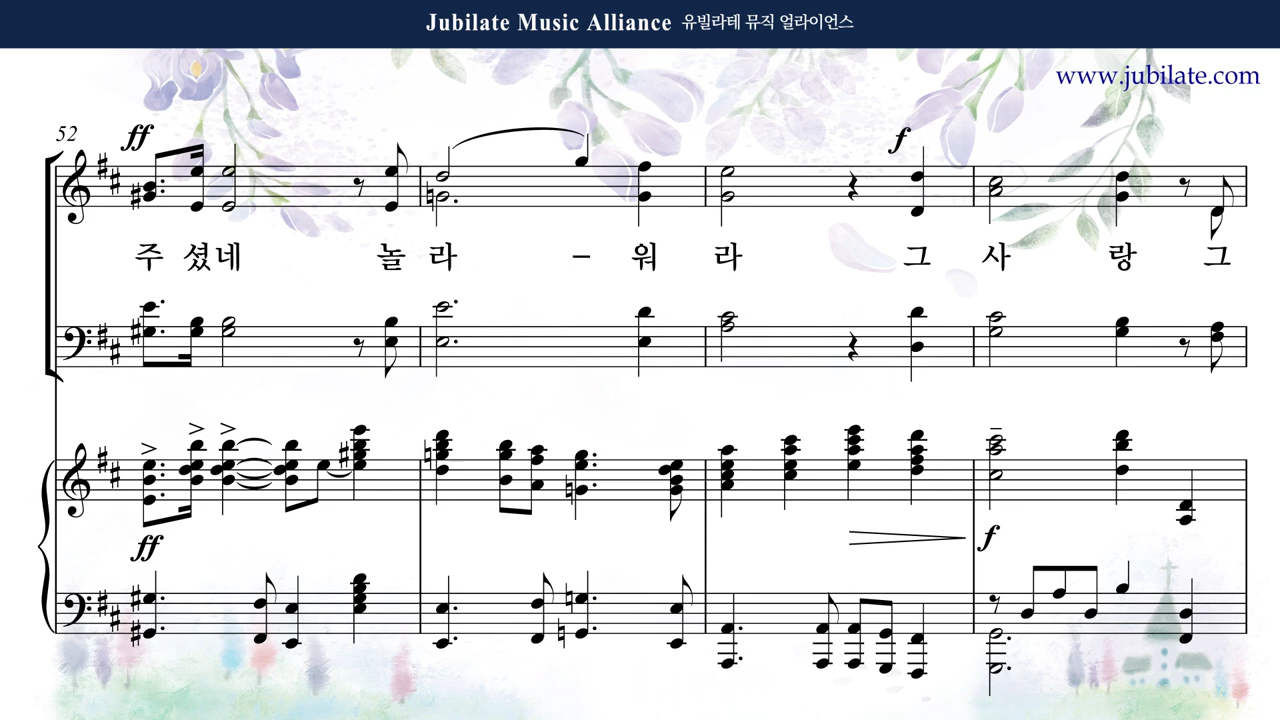 Jubilate Music Alliance 유빌라테 뮤직 얼라이언스
www.jubilate.com
52
ff
f
주 셨네 놀 라 - 워 라 그 사 랑 그
ff
f